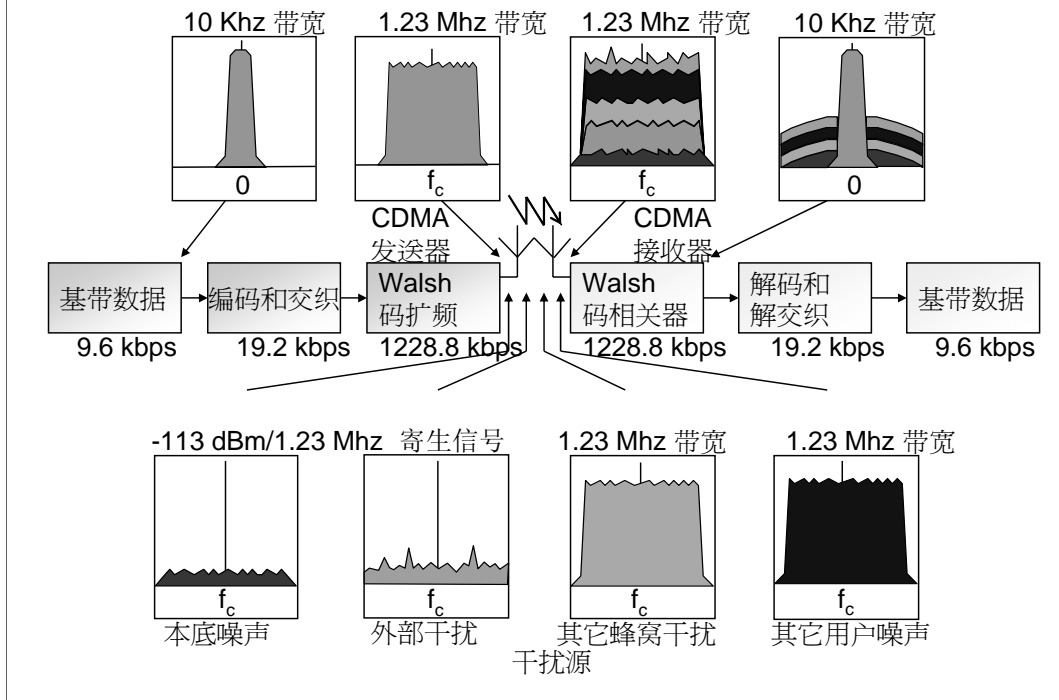 10 Khz 带宽
1.23 Mhz 带宽
1.23 Mhz 带宽
10 Khz 带宽
0
fc
fc
0
CDMA
发送器
CDMA
接收器
基带数据
编码和交织
Walsh
码扩频
Walsh
码相关器
解码和
解交织
基带数据
9.6 kbps
19.2 kbps
1228.8 kbps
1228.8 kbps
19.2 kbps
9.6 kbps
-113 dBm/1.23 Mhz
寄生信号
1.23 Mhz 带宽
1.23 Mhz 带宽
fc
fc
fc
fc
本底噪声
外部干扰
其它蜂窝干扰
其它用户噪声
干扰源